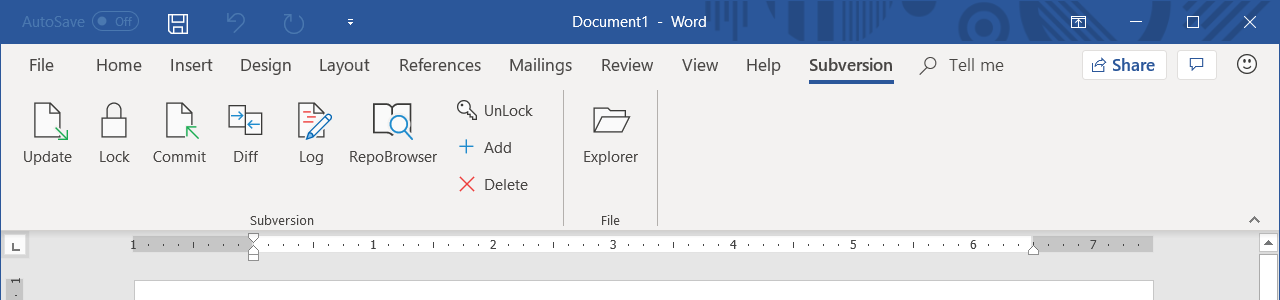 AutoSave Off Document1 - Word
File Home Insert Design Layout References Mailings Review View Help Subversion Tell me Share
Update Lock Commit Diff Log RepoBrowser UnLock Explorer
Add
Delete
Subversion File
1 1 2 3 4 5 6 7
1